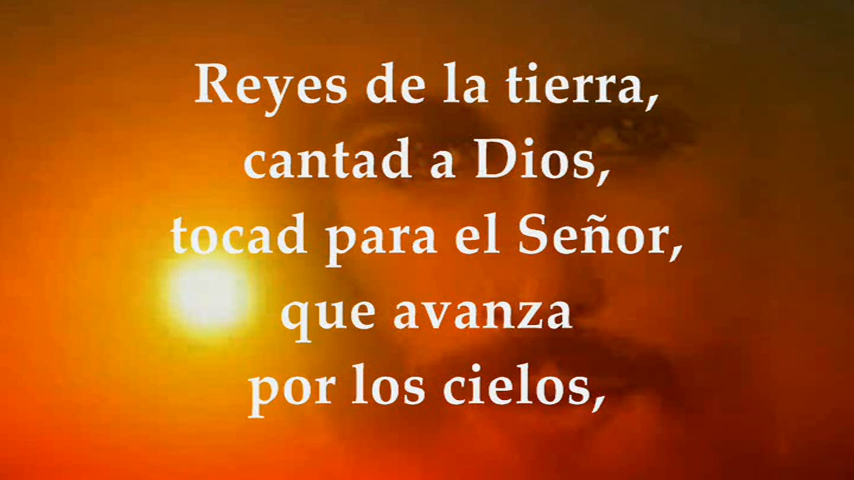 Reyes de la tierra,
cantad a Dios,
tocad para el Señor,
que avanza
por los cielos,